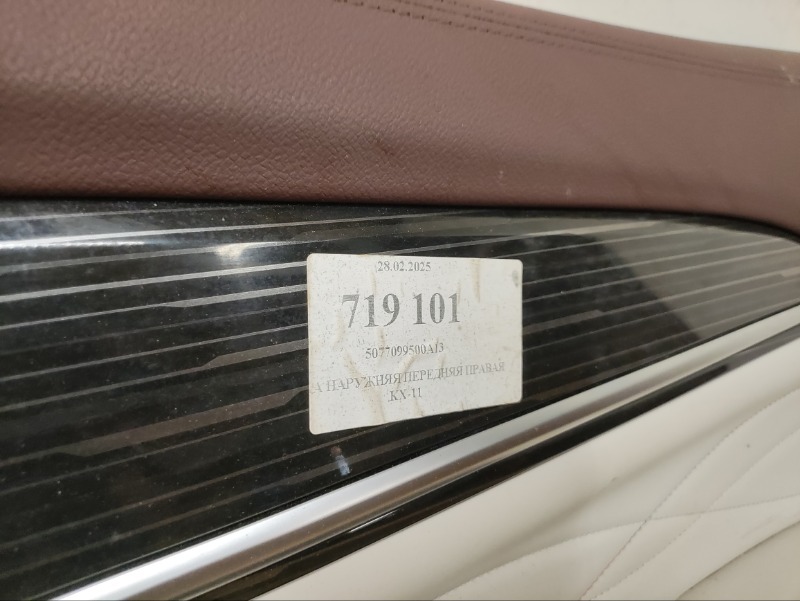 28.02.2025
719 101
5077099500AI3
А НАРУЖНЯЯ ПЕРЕДНЯЯ ПРАВАЯ
KX-11